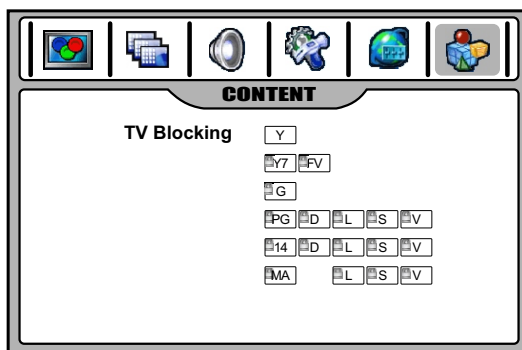 CONTENT
TV Blocking Y
Y7 FV
G
PG D L S V
14 D L S V
MA L S V